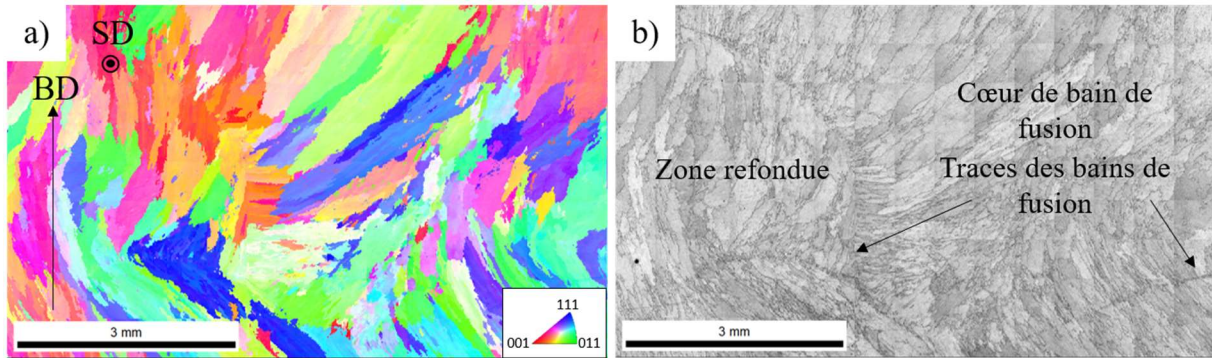 a)
SD
BD
3 mm
111
001
011
b)
Cœur de bain de
fusion
Zone refondue
Traces des bains de
fusion
3 mm